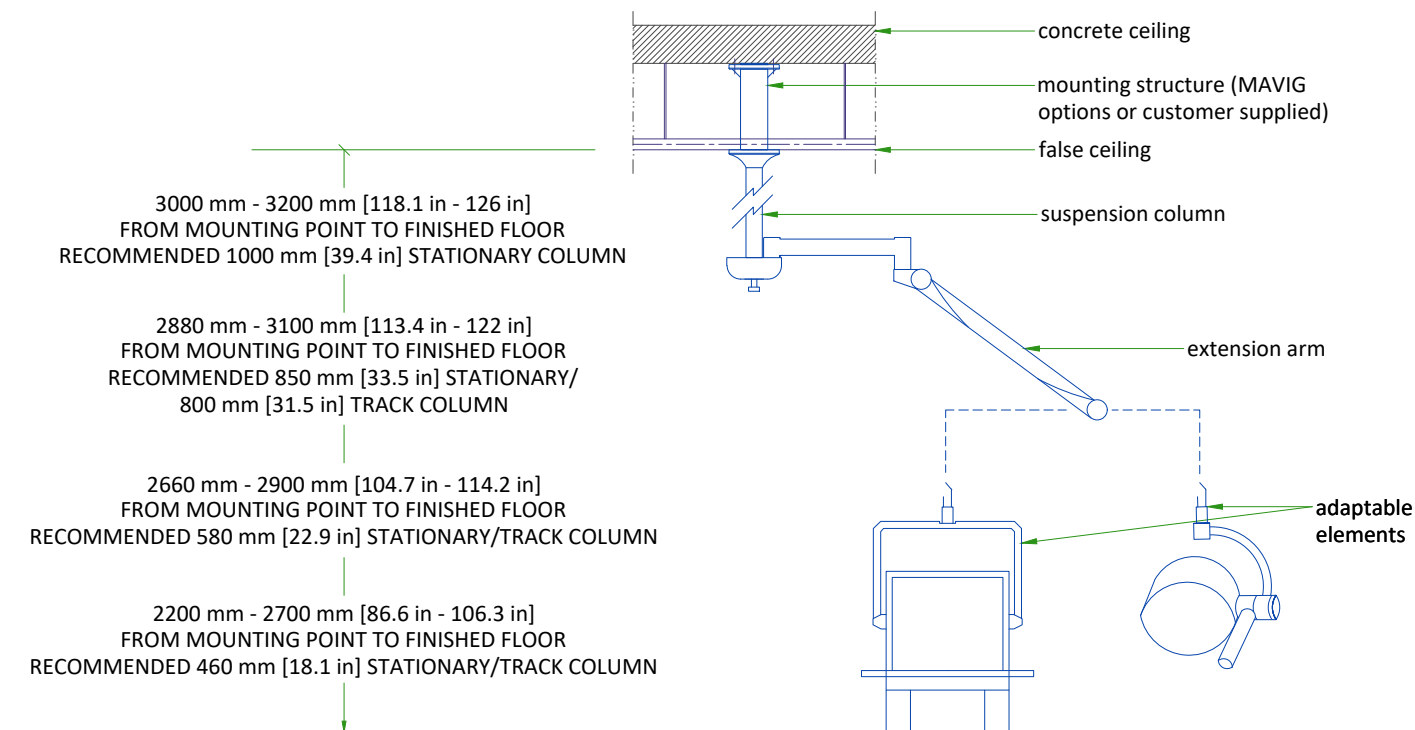 concrete ceiling
mounting structure (MAVIG
options or customer supplied)
false ceiling
3000 mm - 3200 mm [118.1 in - 126 in]
FROM MOUNTING POINT TO FINISHED FLOOR
RECOMMENDED 1000 mm [39.4 in] STATIONARY COLUMN
suspension column
2880 mm - 3100 mm [113.4 in - 122 in]
FROM MOUNTING POINT TO FINISHED FLOOR
RECOMMENDED 850 mm [33.5 in] STATIONARY/
800 mm [31.5 in] TRACK COLUMN
extension arm
2660 mm - 2900 mm [104.7 in - 114.2 in]
FROM MOUNTING POINT TO FINISHED FLOOR
RECOMMENDED 580 mm [22.9 in] STATIONARY/TRACK COLUMN
adaptable
elements
2200 mm - 2700 mm [86.6 in - 106.3 in]
FROM MOUNTING POINT TO FINISHED FLOOR
RECOMMENDED 460 mm [18.1 in] STATIONARY/TRACK COLUMN